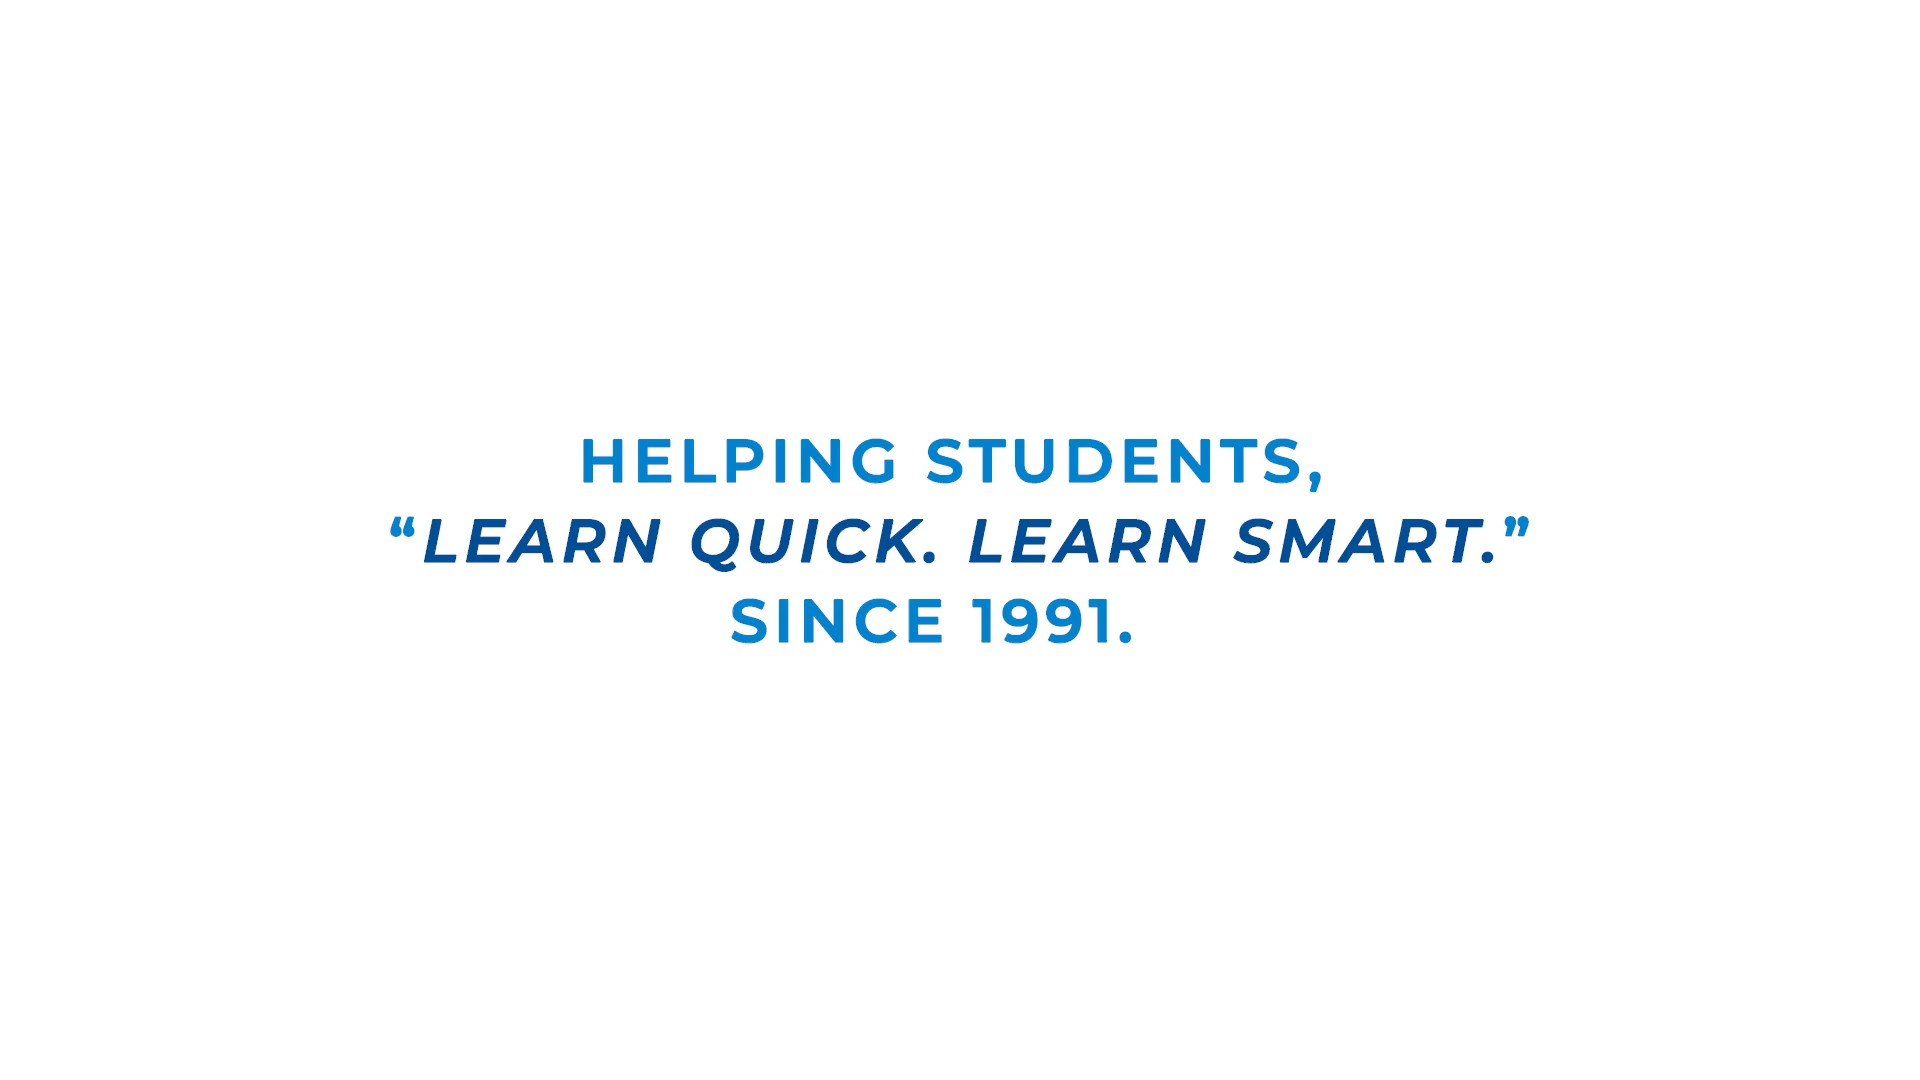 HELPING STUDENTS,
“LEARN QUICK. LEARN SMART.”
SINCE 1991.